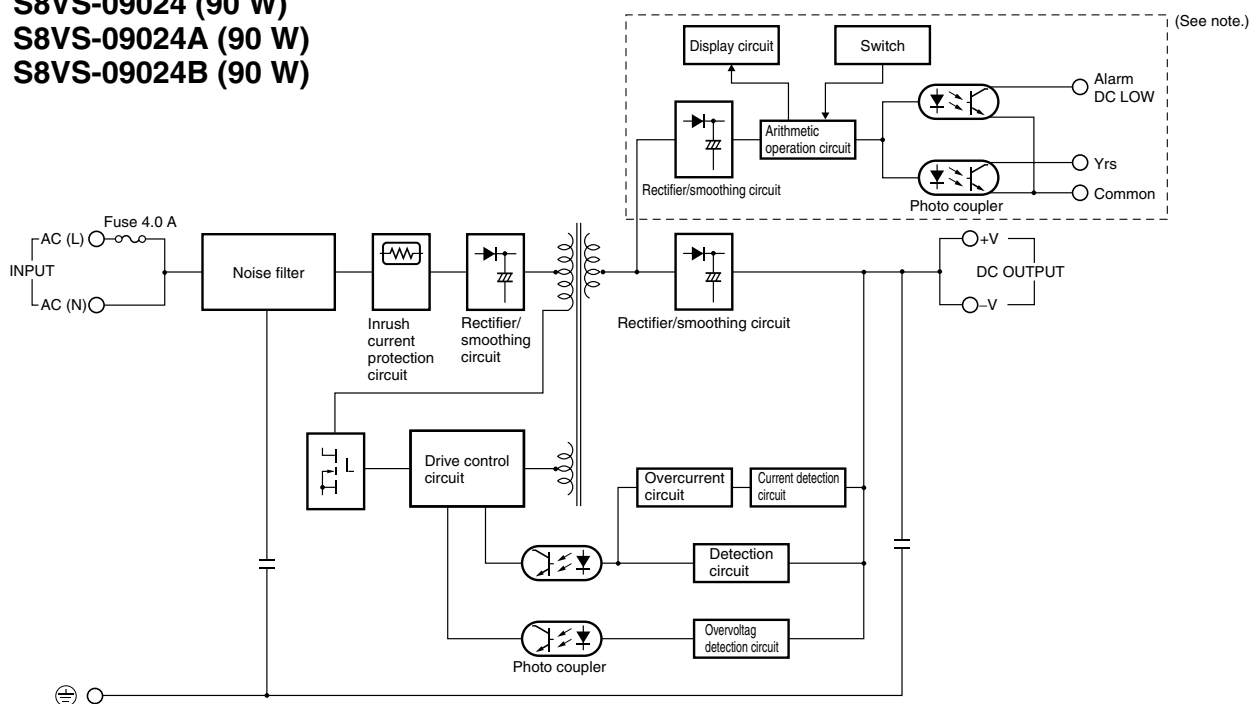 S8VS-09024 (90 W)
S8VS-09024A (90 W)
S8VS-09024B (90 W)
(See note.)
Display circuit
Switch
Alarm
DC LOW
Arithmetic
operation circuit
Yrs
Rectifier/smoothing circuit
Common
Photo coupler
Fuse 4.0 A
AC (L)
INPUT
AC (N)
Noise filter
Inrush
current
protection
circuit
Rectifier/
smoothing
circuit
Rectifier/smoothing circuit
+V
DC OUTPUT
–V
Drive control
circuit
Overcurrent
circuit
Current detection
circuit
Detection
circuit
Overvoltag
detection circuit
Photo coupler